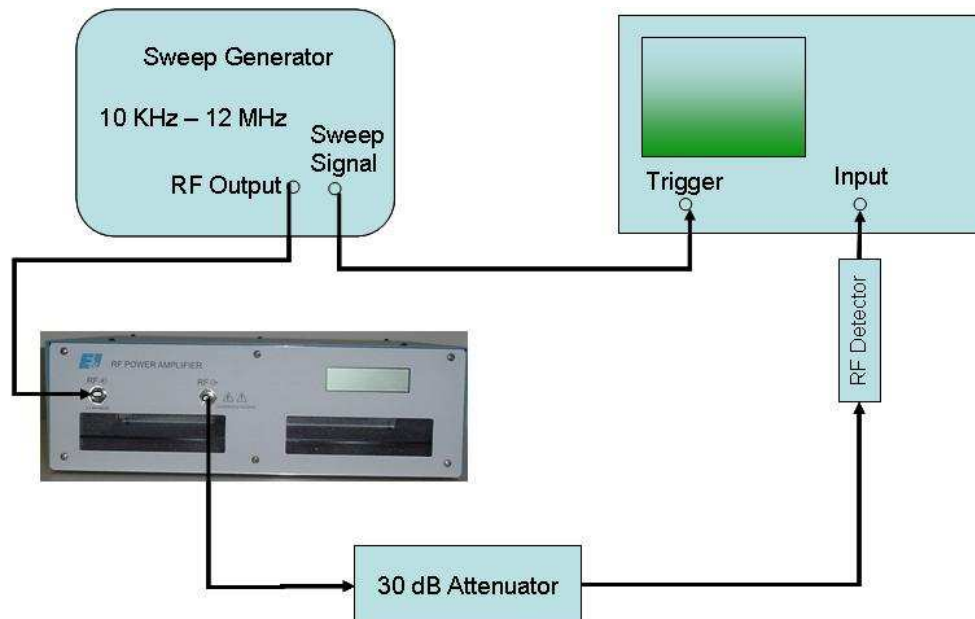 Sweep Generator
10 KHz – 12 MHz
Sweep
Signal
RF Output
Trigger
Input
RF Detector
E&I
RF POWER AMPLIFIER
30 dB Attenuator